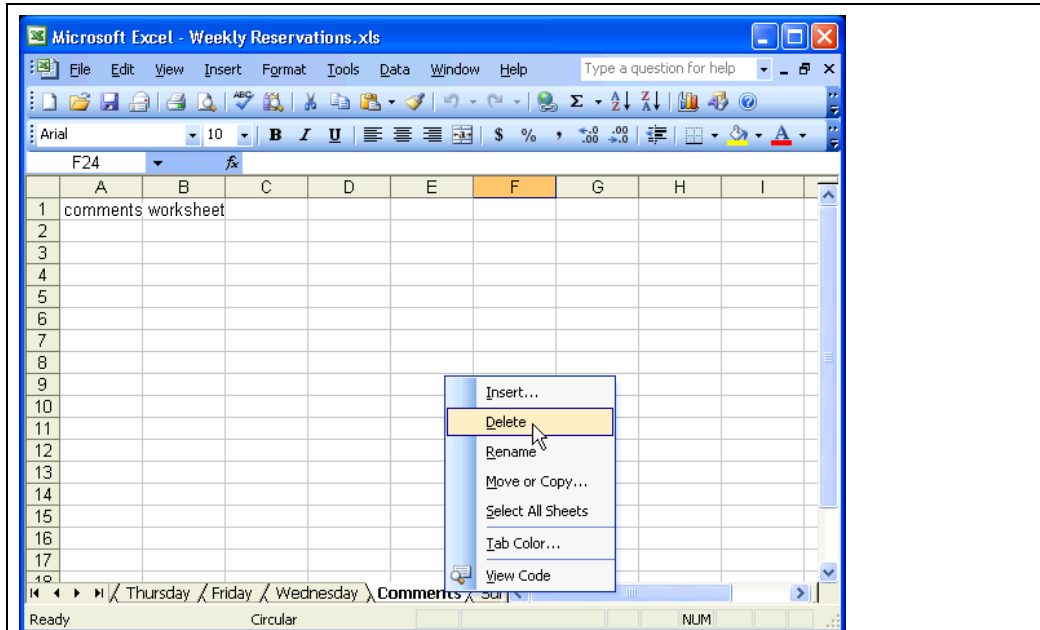 Microsoft Excel - Weekly Reservations.xls
File Edit View Insert Format Tools Data Window Help Type a question for help
Arial 10 B I U $ % ,
F24 fx
A B C D E F G H I
1 comments worksheet
2
3
4
5
6
7
8
9
10
11
12
13
14
15
16
17
Insert...
Delete
Rename
Move or Copy...
Select All Sheets
Tab Color...
View Code
Thursday Friday Wednesday Comments
Ready Circular NUM